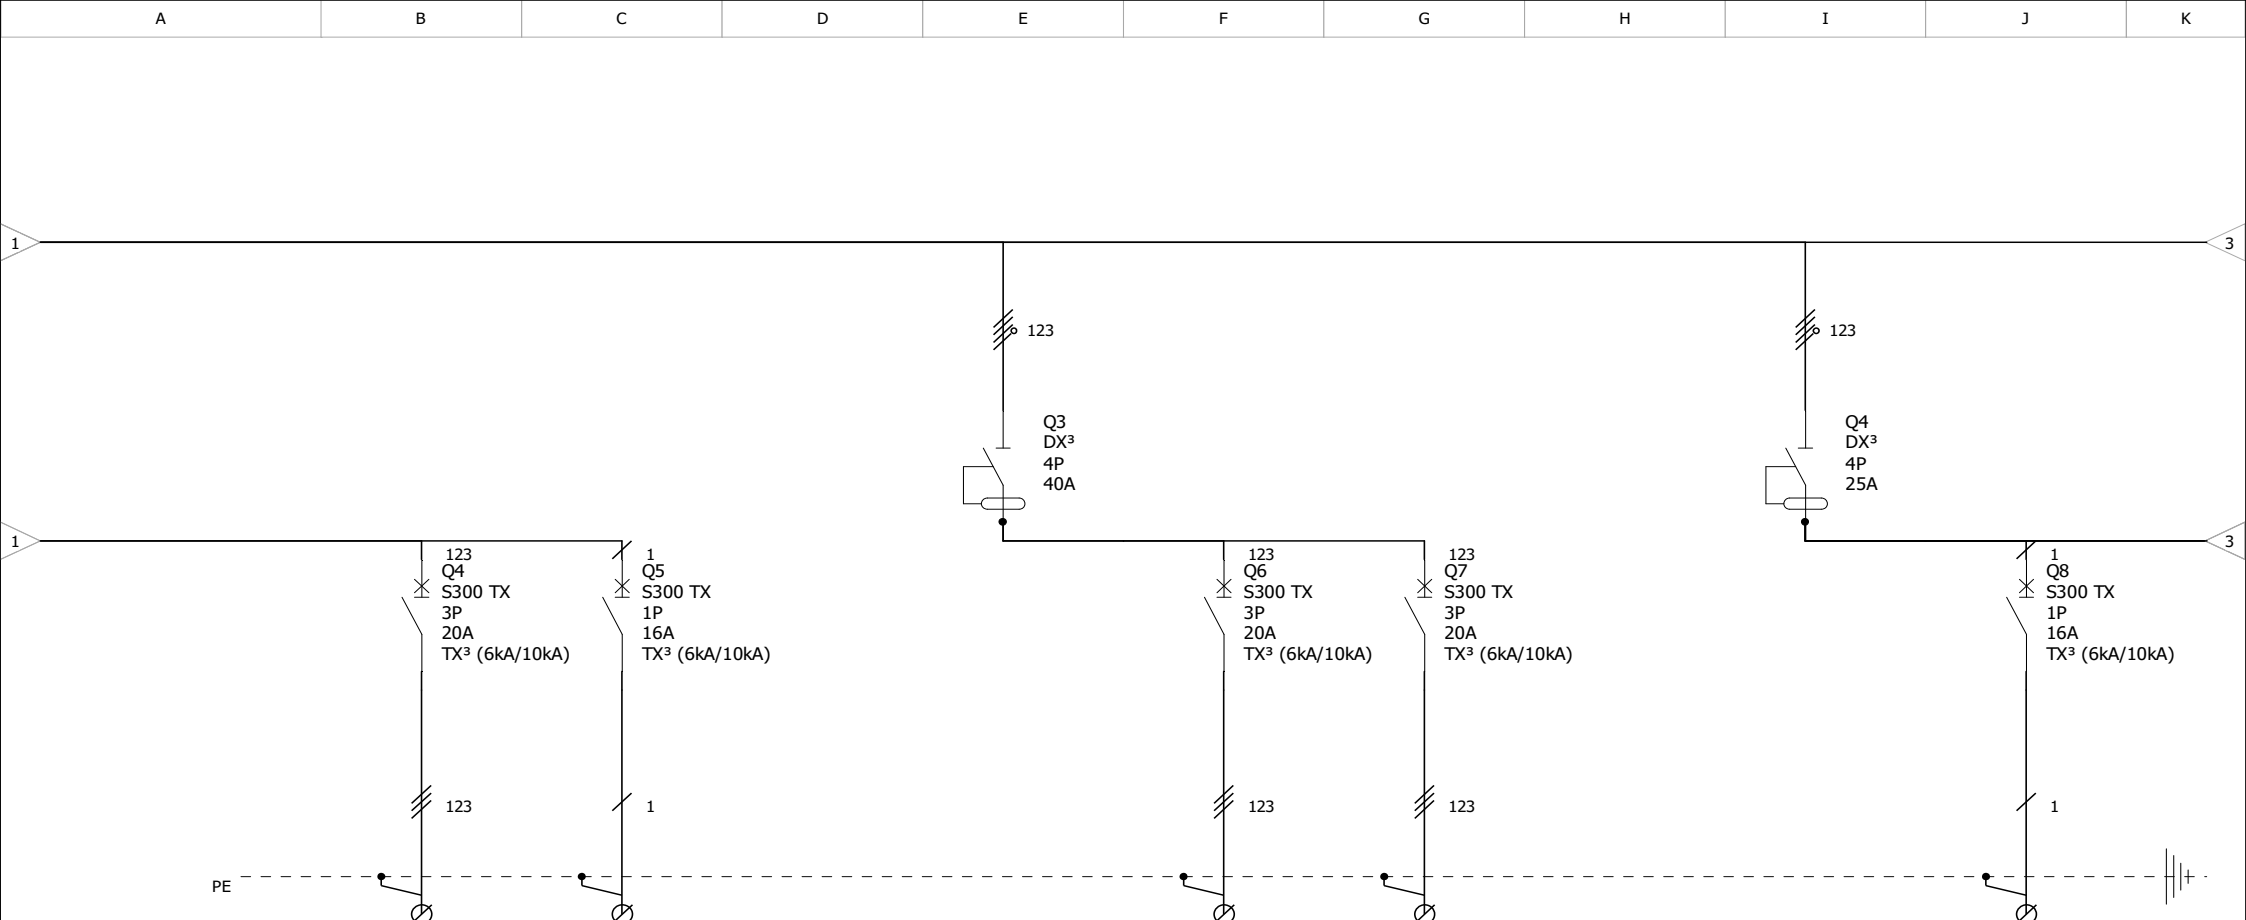 A B C D E F G H I J K
1 3
123 123
Q3
DX³
4P
40A
Q4
DX³
4P
25A
1 3
123
Q4
S300 TX
3P
20A
TX³ (6kA/10kA)
1
Q5
S300 TX
1P
16A
TX³ (6kA/10kA)
123
Q6
S300 TX
3P
20A
TX³ (6kA/10kA)
123
Q7
S300 TX
3P
20A
TX³ (6kA/10kA)
1
Q8
S300 TX
1P
16A
TX³ (6kA/10kA)
123 1 123 123 1
PE